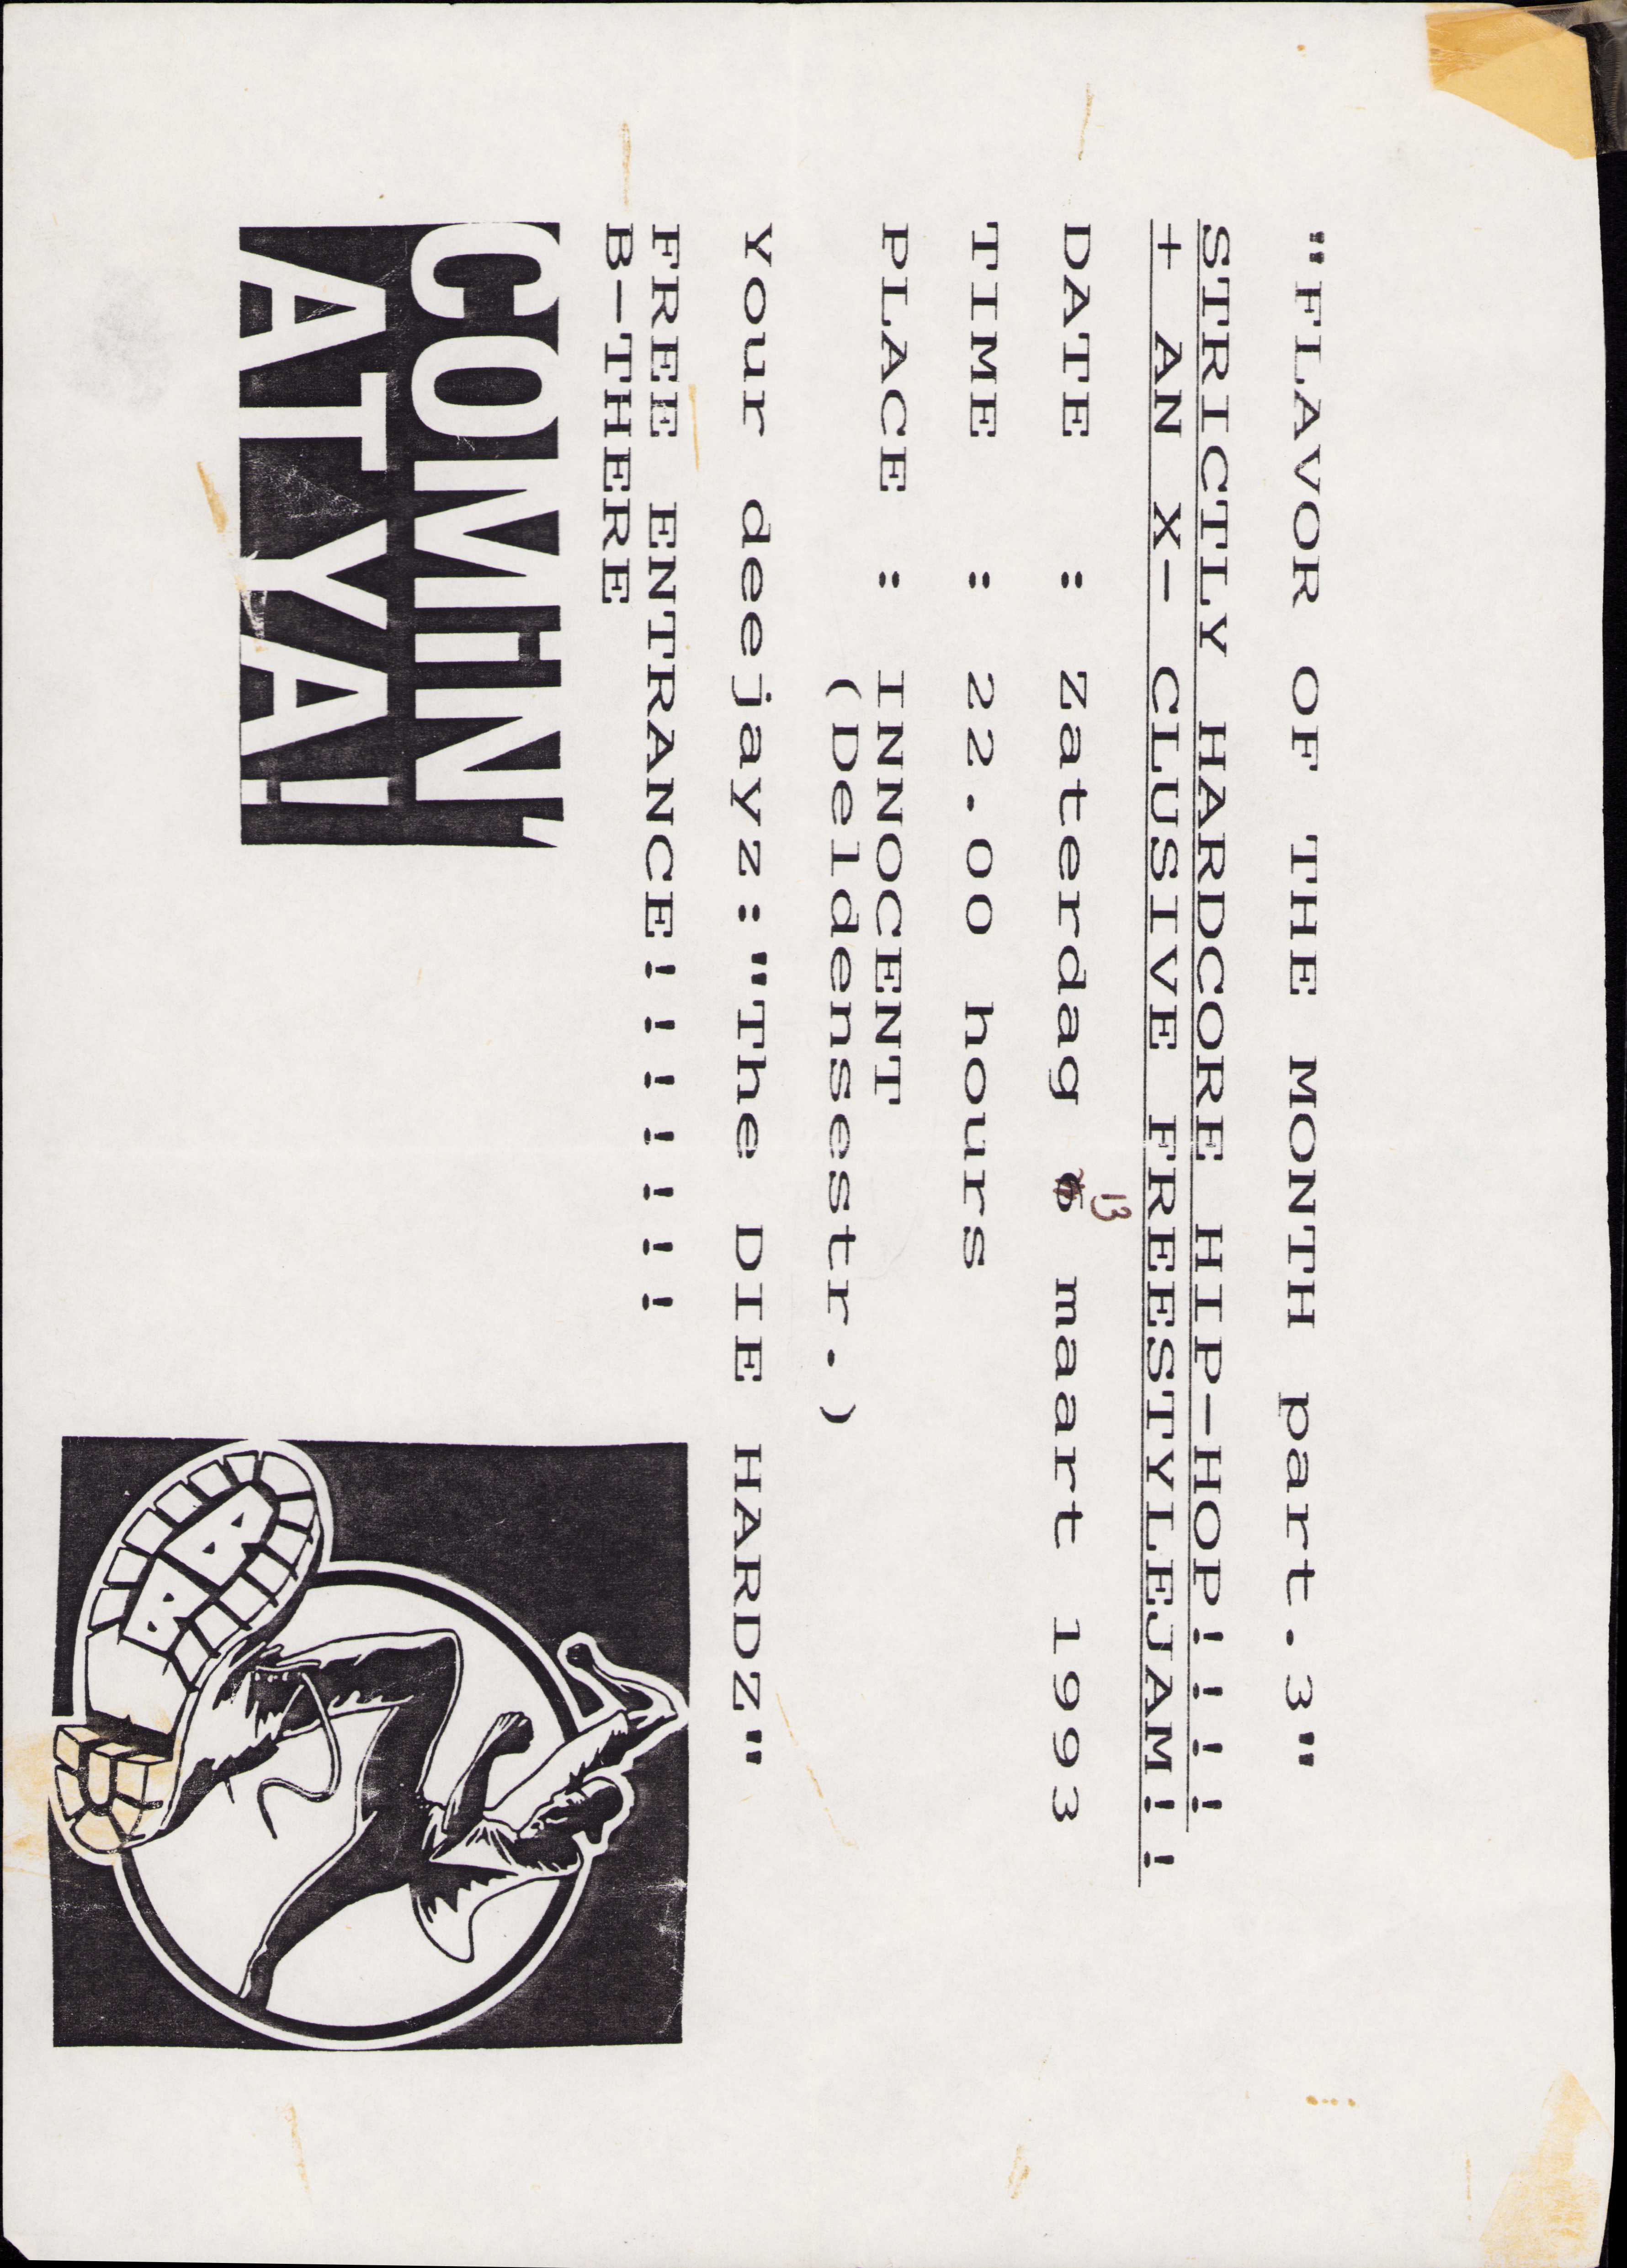 "FLAVOR OF THE MONTH part.3"
STRICTLY HARDCORE HIP-HOP!!!!
+ AN X- CLUSIVE FREESTYLEJAM!!
DATE : Zaterdag 6 13 maart 1993
TIME : 22.00 hours
PLACE : INNOCENT
(Deldensestr.)
Your deejayz:"The DIE HARDZ"
FREE ENTRANCE!!!!!!!
B-THERE
COMIN'
AT YA!